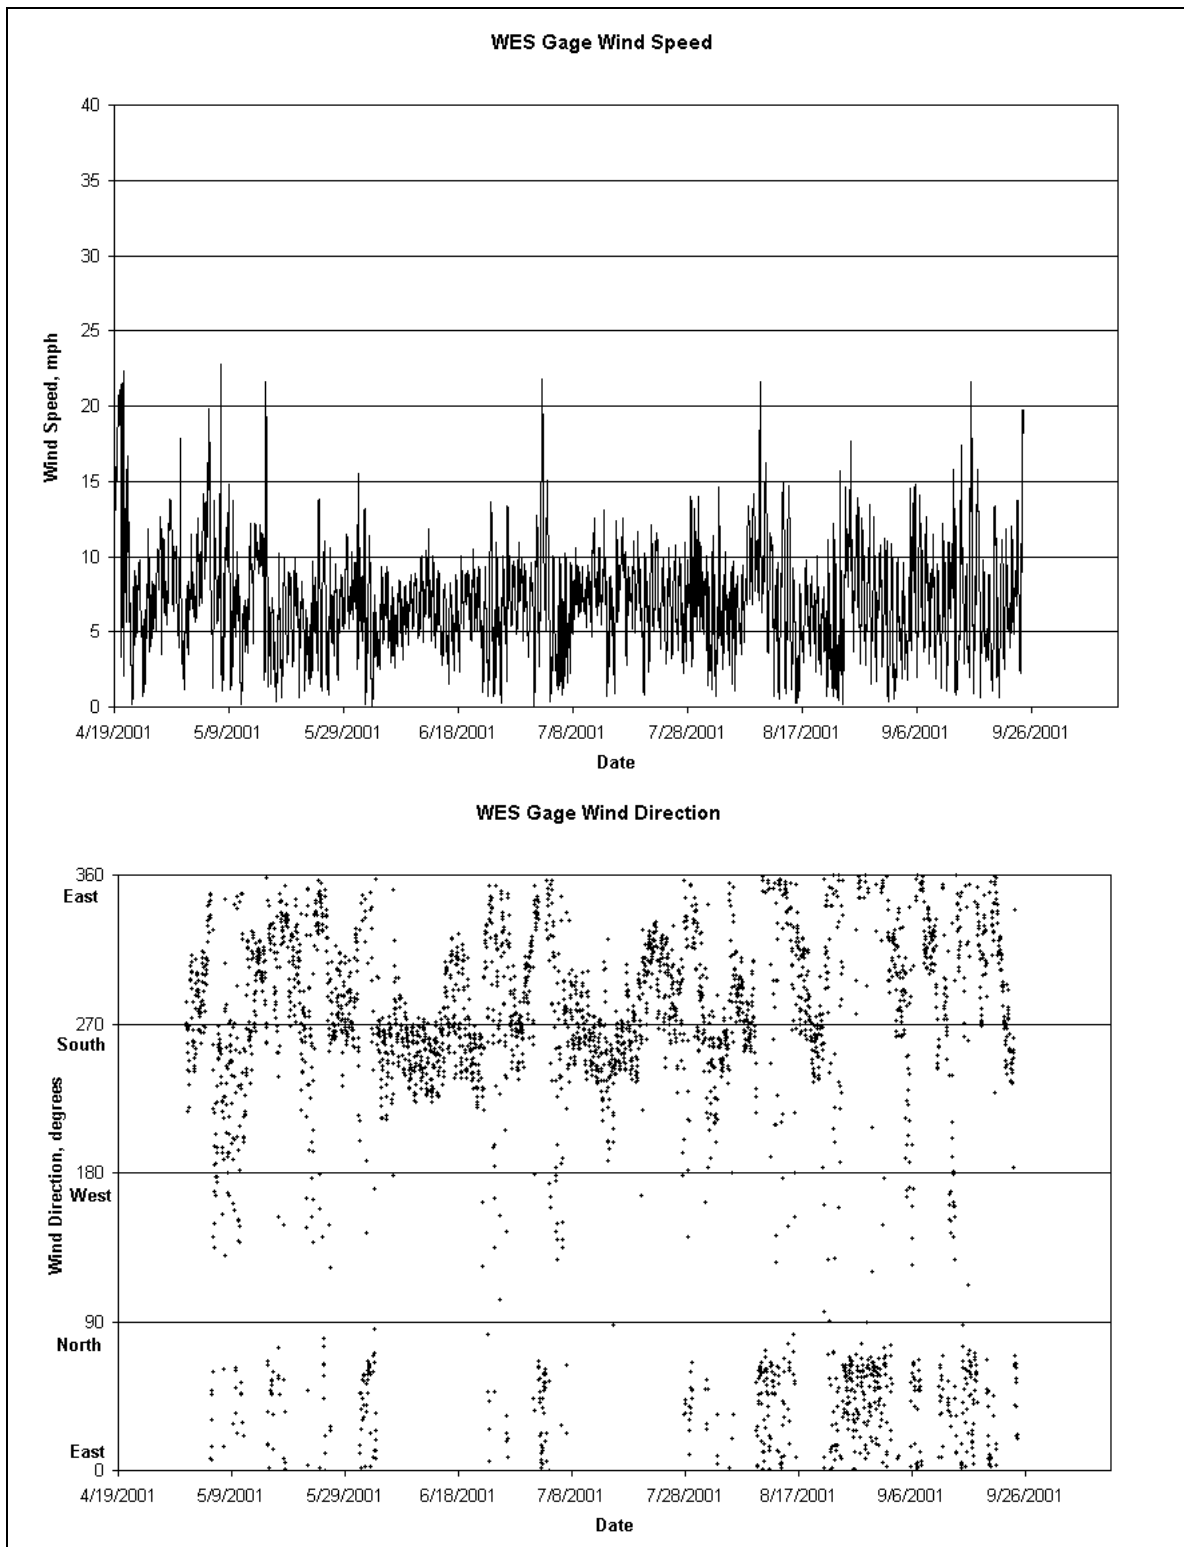 WES Gage Wind Speed
40
35
30
25
20
15
10
5
0
Wind Speed, mph
4/19/2001 5/9/2001 5/29/2001 6/18/2001 7/8/2001 7/28/2001 8/17/2001 9/6/2001 9/26/2001
Date
WES Gage Wind Direction
360
East
270
South
180
West
90
North
East
0
Wind Direction, degrees
4/19/2001 5/9/2001 5/29/2001 6/18/2001 7/8/2001 7/28/2001 8/17/2001 9/6/2001 9/26/2001
Date